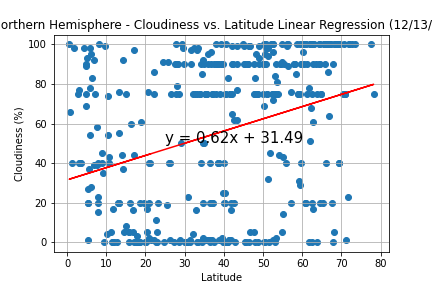 orthern Hemisphere - Cloudiness vs. Latitude Linear Regression (12/13/
100
80
60
40
20
0
Cloudiness (%)
y = 0.62x + 31.49
0 10 20 30 40 50 60 70 80
Latitude